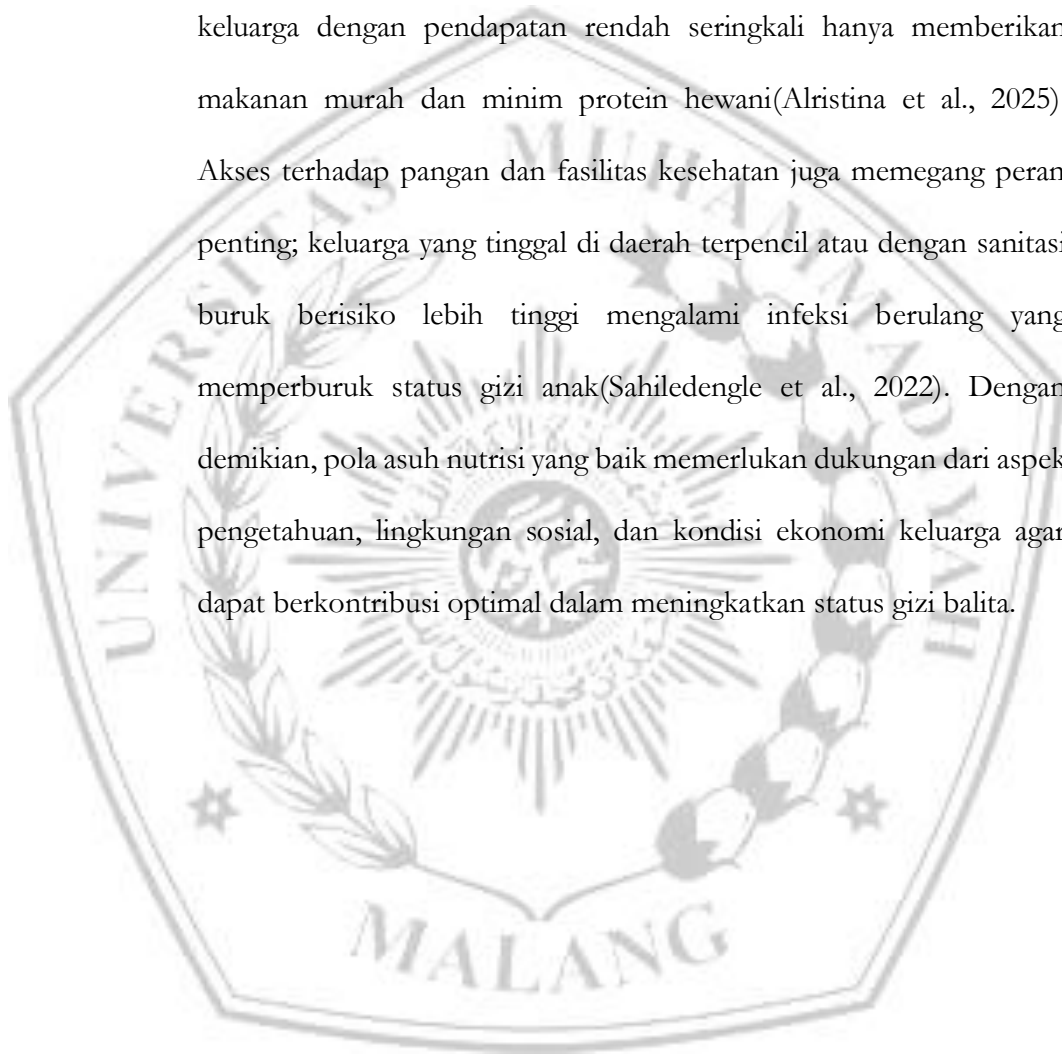 keluarga dengan pendapatan rendah seringkali hanya memberikan
makanan murah dan minim protein hewani(Alristina et al., 2025)
Akses terhadap pangan dan fasilitas kesehatan juga memegang peran
penting; keluarga yang tinggal di daerah terpencil atau dengan sanitasi
buruk berisiko lebih tinggi mengalami infeksi berulang yang
memperburuk status gizi anak(Sahiledengle et al., 2022). Dengan
demikian, pola asuh nutrisi yang baik memerlukan dukungan dari aspek
pengetahuan, lingkungan sosial, dan kondisi ekonomi keluarga agar
dapat berkontribusi optimal dalam meningkatkan status gizi balita.
UNIVERSITAS MUHAMMADIYAH
MALANG